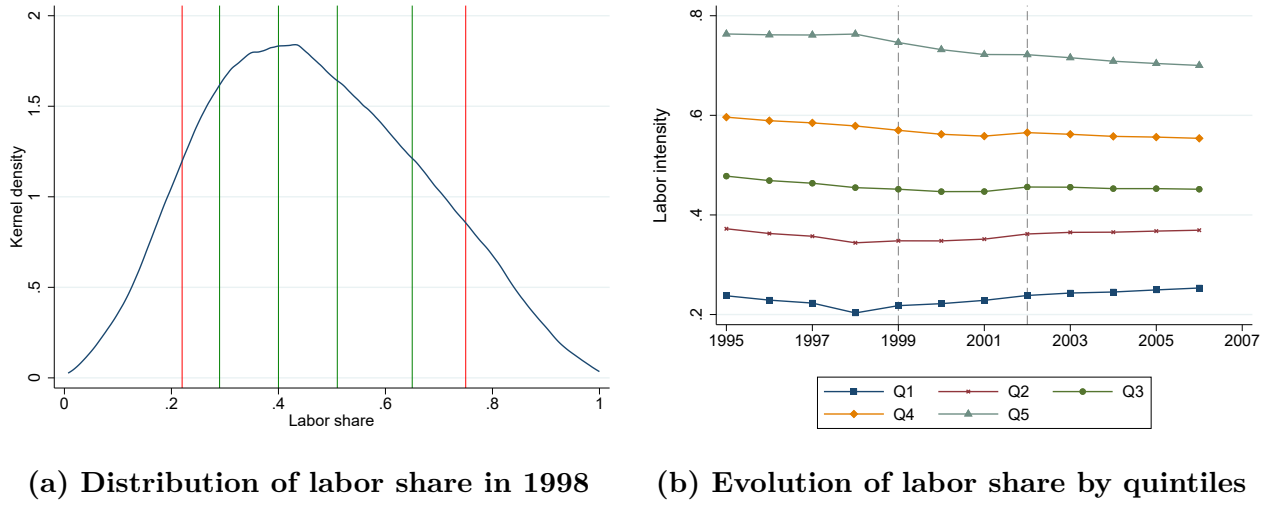 2
1.5
1
.5
0
Kernel density
0 .2 .4 .6 .8 1
Labor share
(a) Distribution of labor share in 1998
.8
.6
.4
.2
Labor intensity
1995 1997 1999 2001 2003 2005 2007
Q1 Q2 Q3
Q4 Q5
(b) Evolution of labor share by quintiles